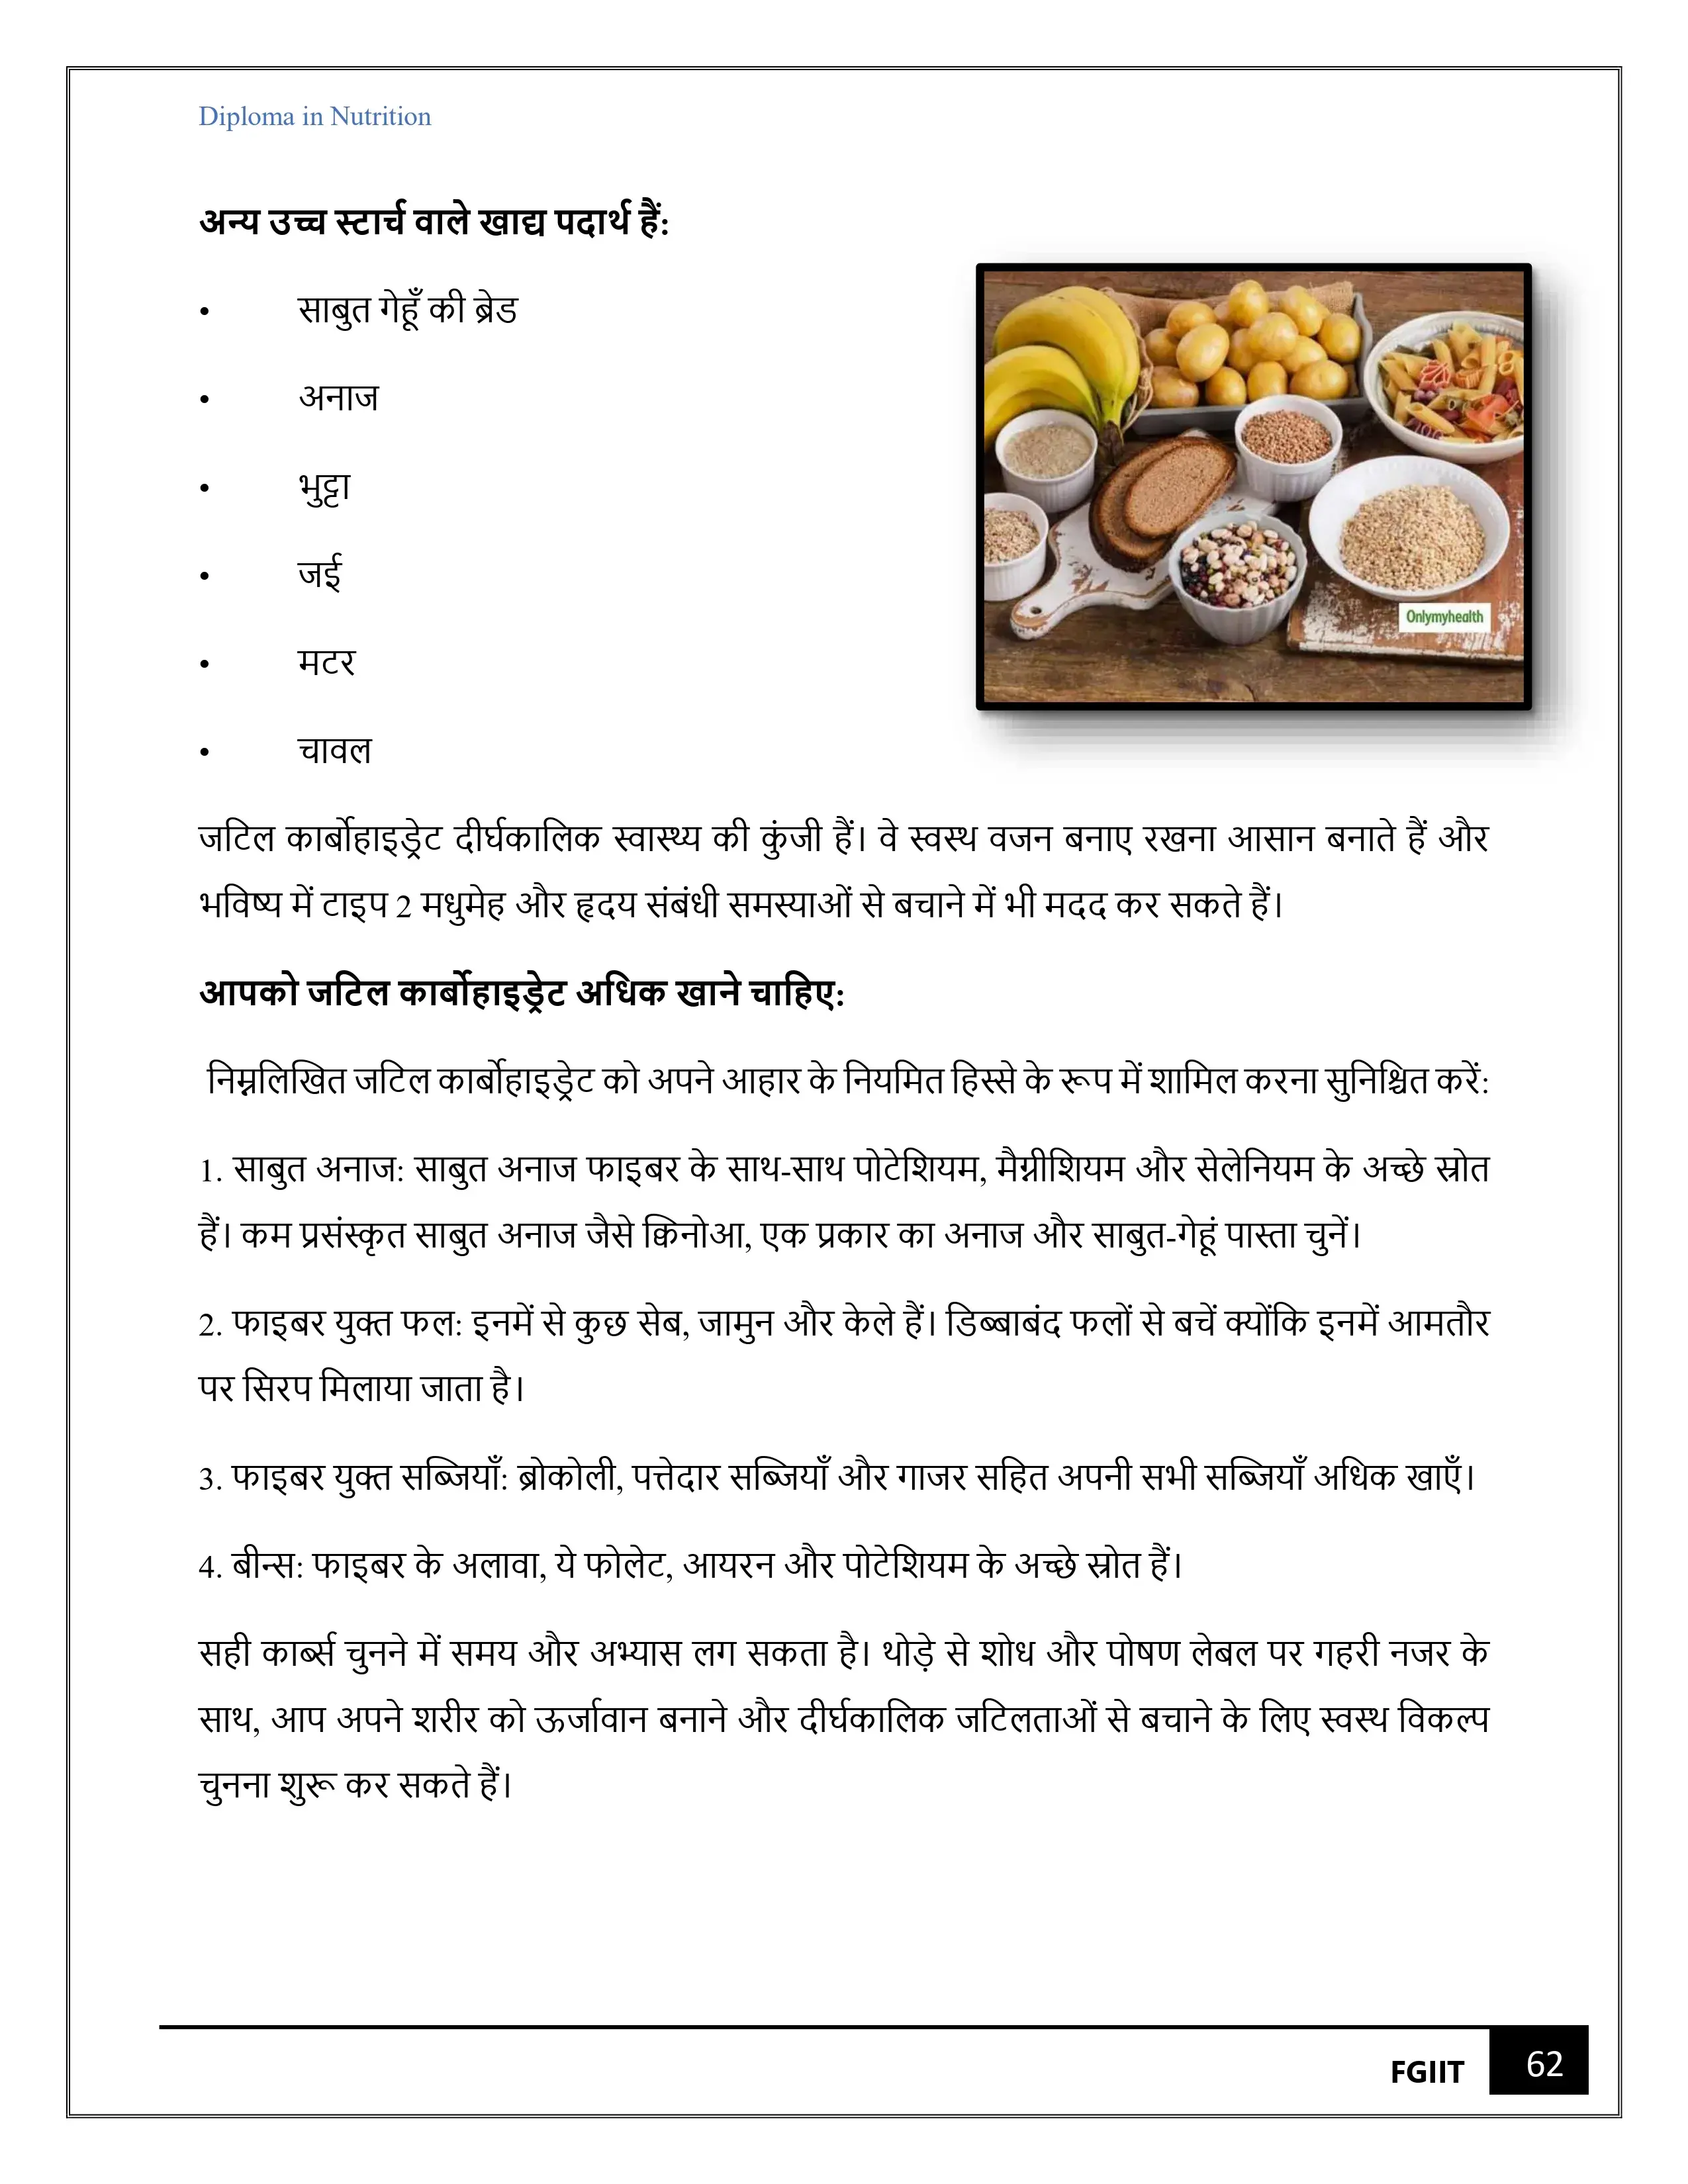 Diploma in Nutrition
अन्य उच्च स्टार्च वाले खाद्य पदार्थ हैं:
• साबुत गेहूँ की ब्रेड
• अनाज
• भुट्टा
• जई
• मटर
• चावल
Onlymyhealth
जटिल कार्बोहाइड्रेट दीर्घकालिक स्वास्थ्य की कुंजी हैं। वे स्वस्थ वजन बनाए रखना आसान बनाते हैं और
भविष्य में टाइप 2 मधुमेह और हृदय संबंधी समस्याओं से बचाने में भी मदद कर सकते हैं।
आपको जटिल कार्बोहाइड्रेट अधिक खाने चाहिए:
निम्नलिखित जटिल कार्बोहाइड्रेट को अपने आहार के नियमित हिस्से के रूप में शामिल करना सुनिश्चित करें:
1. साबुत अनाज: साबुत अनाज फाइबर के साथ-साथ पोटेशियम, मैग्नीशियम और सेलेनियम के अच्छे स्रोत
हैं। कम प्रसंस्कृत साबुत अनाज जैसे क्विनोआ, एक प्रकार का अनाज और साबुत-गेहूं पास्ता चुनें।
2. फाइबर युक्त फल: इनमें से कुछ सेब, जामुन और केले हैं। डिब्बाबंद फलों से बचें क्योंकि इनमें आमतौर
पर सिरप मिलाया जाता है।
3. फाइबर युक्त सब्जियाँ: ब्रोकोली, पत्तेदार सब्जियाँ और गाजर सहित अपनी सभी सब्जियाँ अधिक खाएँ।
4. बीन्स: फाइबर के अलावा, ये फोलेट, आयरन और पोटेशियम के अच्छे स्रोत हैं।
सही कार्ब्स चुनने में समय और अभ्यास लग सकता है। थोड़े से शोध और पोषण लेबल पर गहरी नजर के
साथ, आप अपने शरीर को ऊर्जावान बनाने और दीर्घकालिक जटिलताओं से बचाने के लिए स्वस्थ विकल्प
चुनना शुरू कर सकते हैं।
FGIIT 62